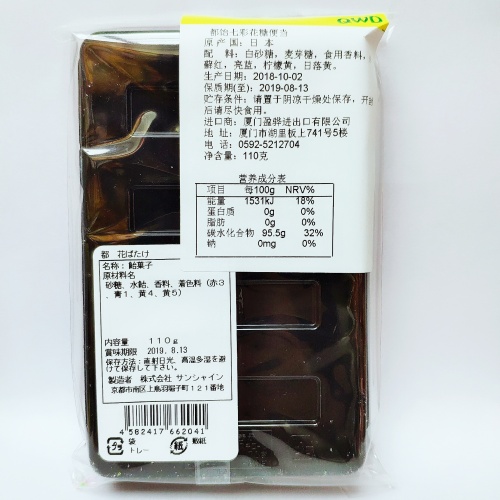 OWD
都始七彩花糖便当
原 产 国：日 本
配　料：白砂糖，麦芽糖，食用香料，
藓红，亮蓝，柠檬黄，日落黄。
生产日期：2018-10-02
保质期(至)：2019-08-13
贮存条件：请置于阴凉干燥处保存，开
后请尽快食用。
进口商：厦门盈骅进出口有限公司
地 址：厦门市湖里板上741号5楼
电 话：0592-5212704
净含量：110克
营养成分表
项目 每100g NRV%
能量 1531kJ 18%
蛋白质 0g 0%
脂肪 0g 0%
碳水化合物 95.5g 32%
钠 0mg 0%
都　花ばたけ
名称：飴菓子
原材料名
砂糖、水飴、香料、着色料（赤3
、青1、黄4、黄5）
内容量 110g
賞味期限 2019.8.13
保存方法：直射日光、高温多湿を避
けて保存して下さい。
製造者 株式会社 サンシャイン
京都市南区上鳥羽塔子町121番地
4582417662041
プラ 袋 トレー 紙 敷紙